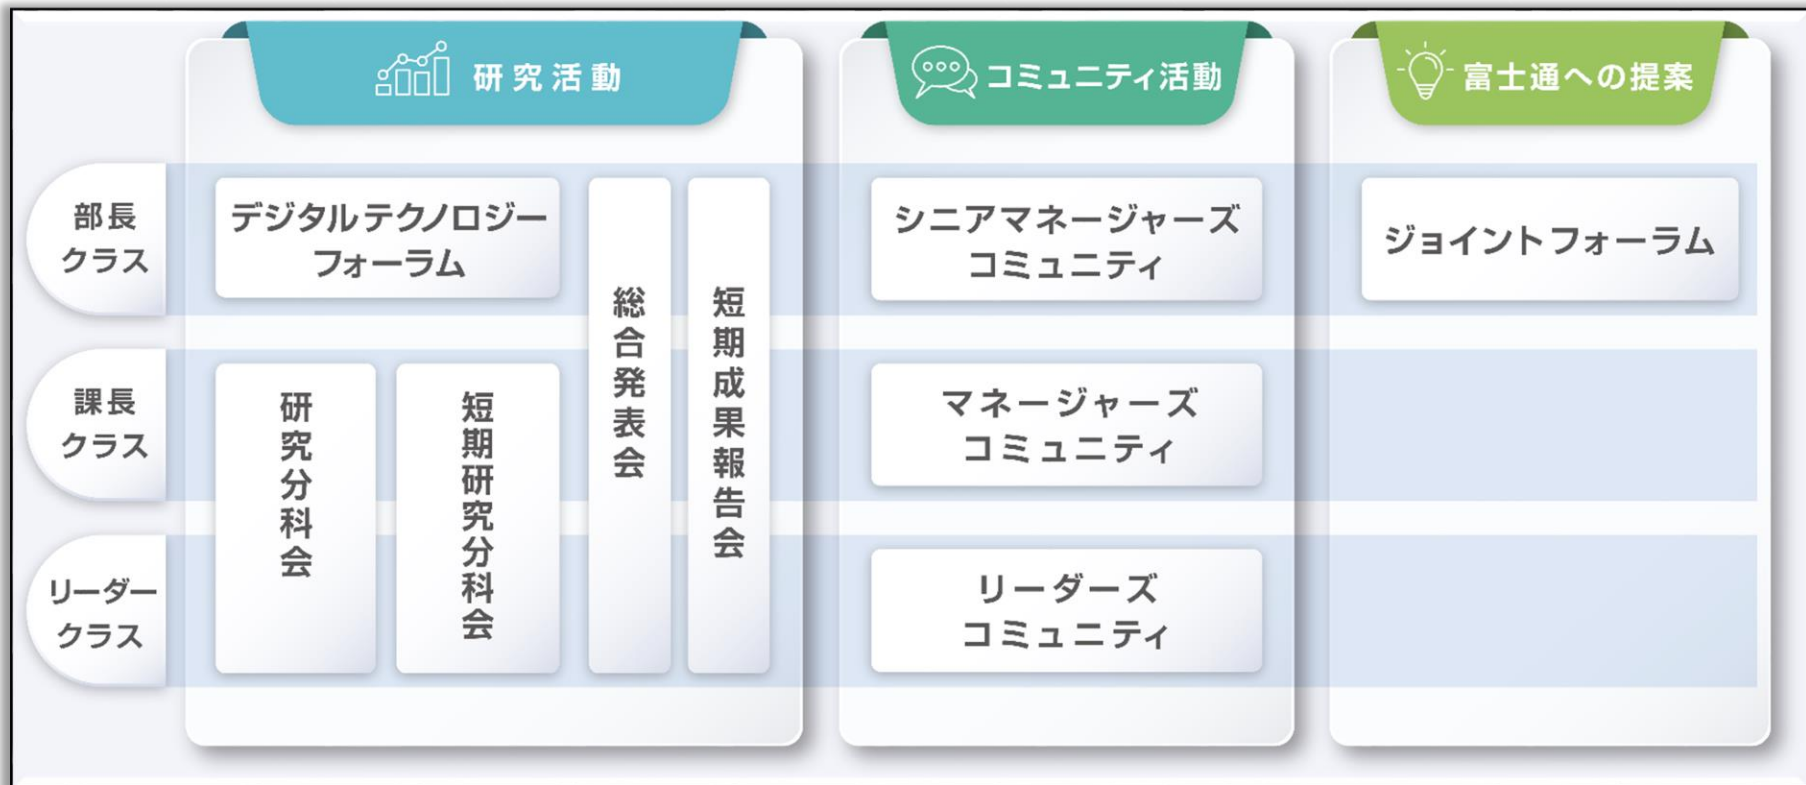 研究活動
コミュニティ活動
富士通への提案
部長
クラス
デジタルテクノロジー
フォーラム
総合発表会
短期成果報告会
シニアマネージャーズ
コミュニティ
ジョイントフォーラム
課長
クラス
研究分科会
短期研究分科会
マネージャーズ
コミュニティ
リーダー
クラス
リーダーズ
コミュニティ